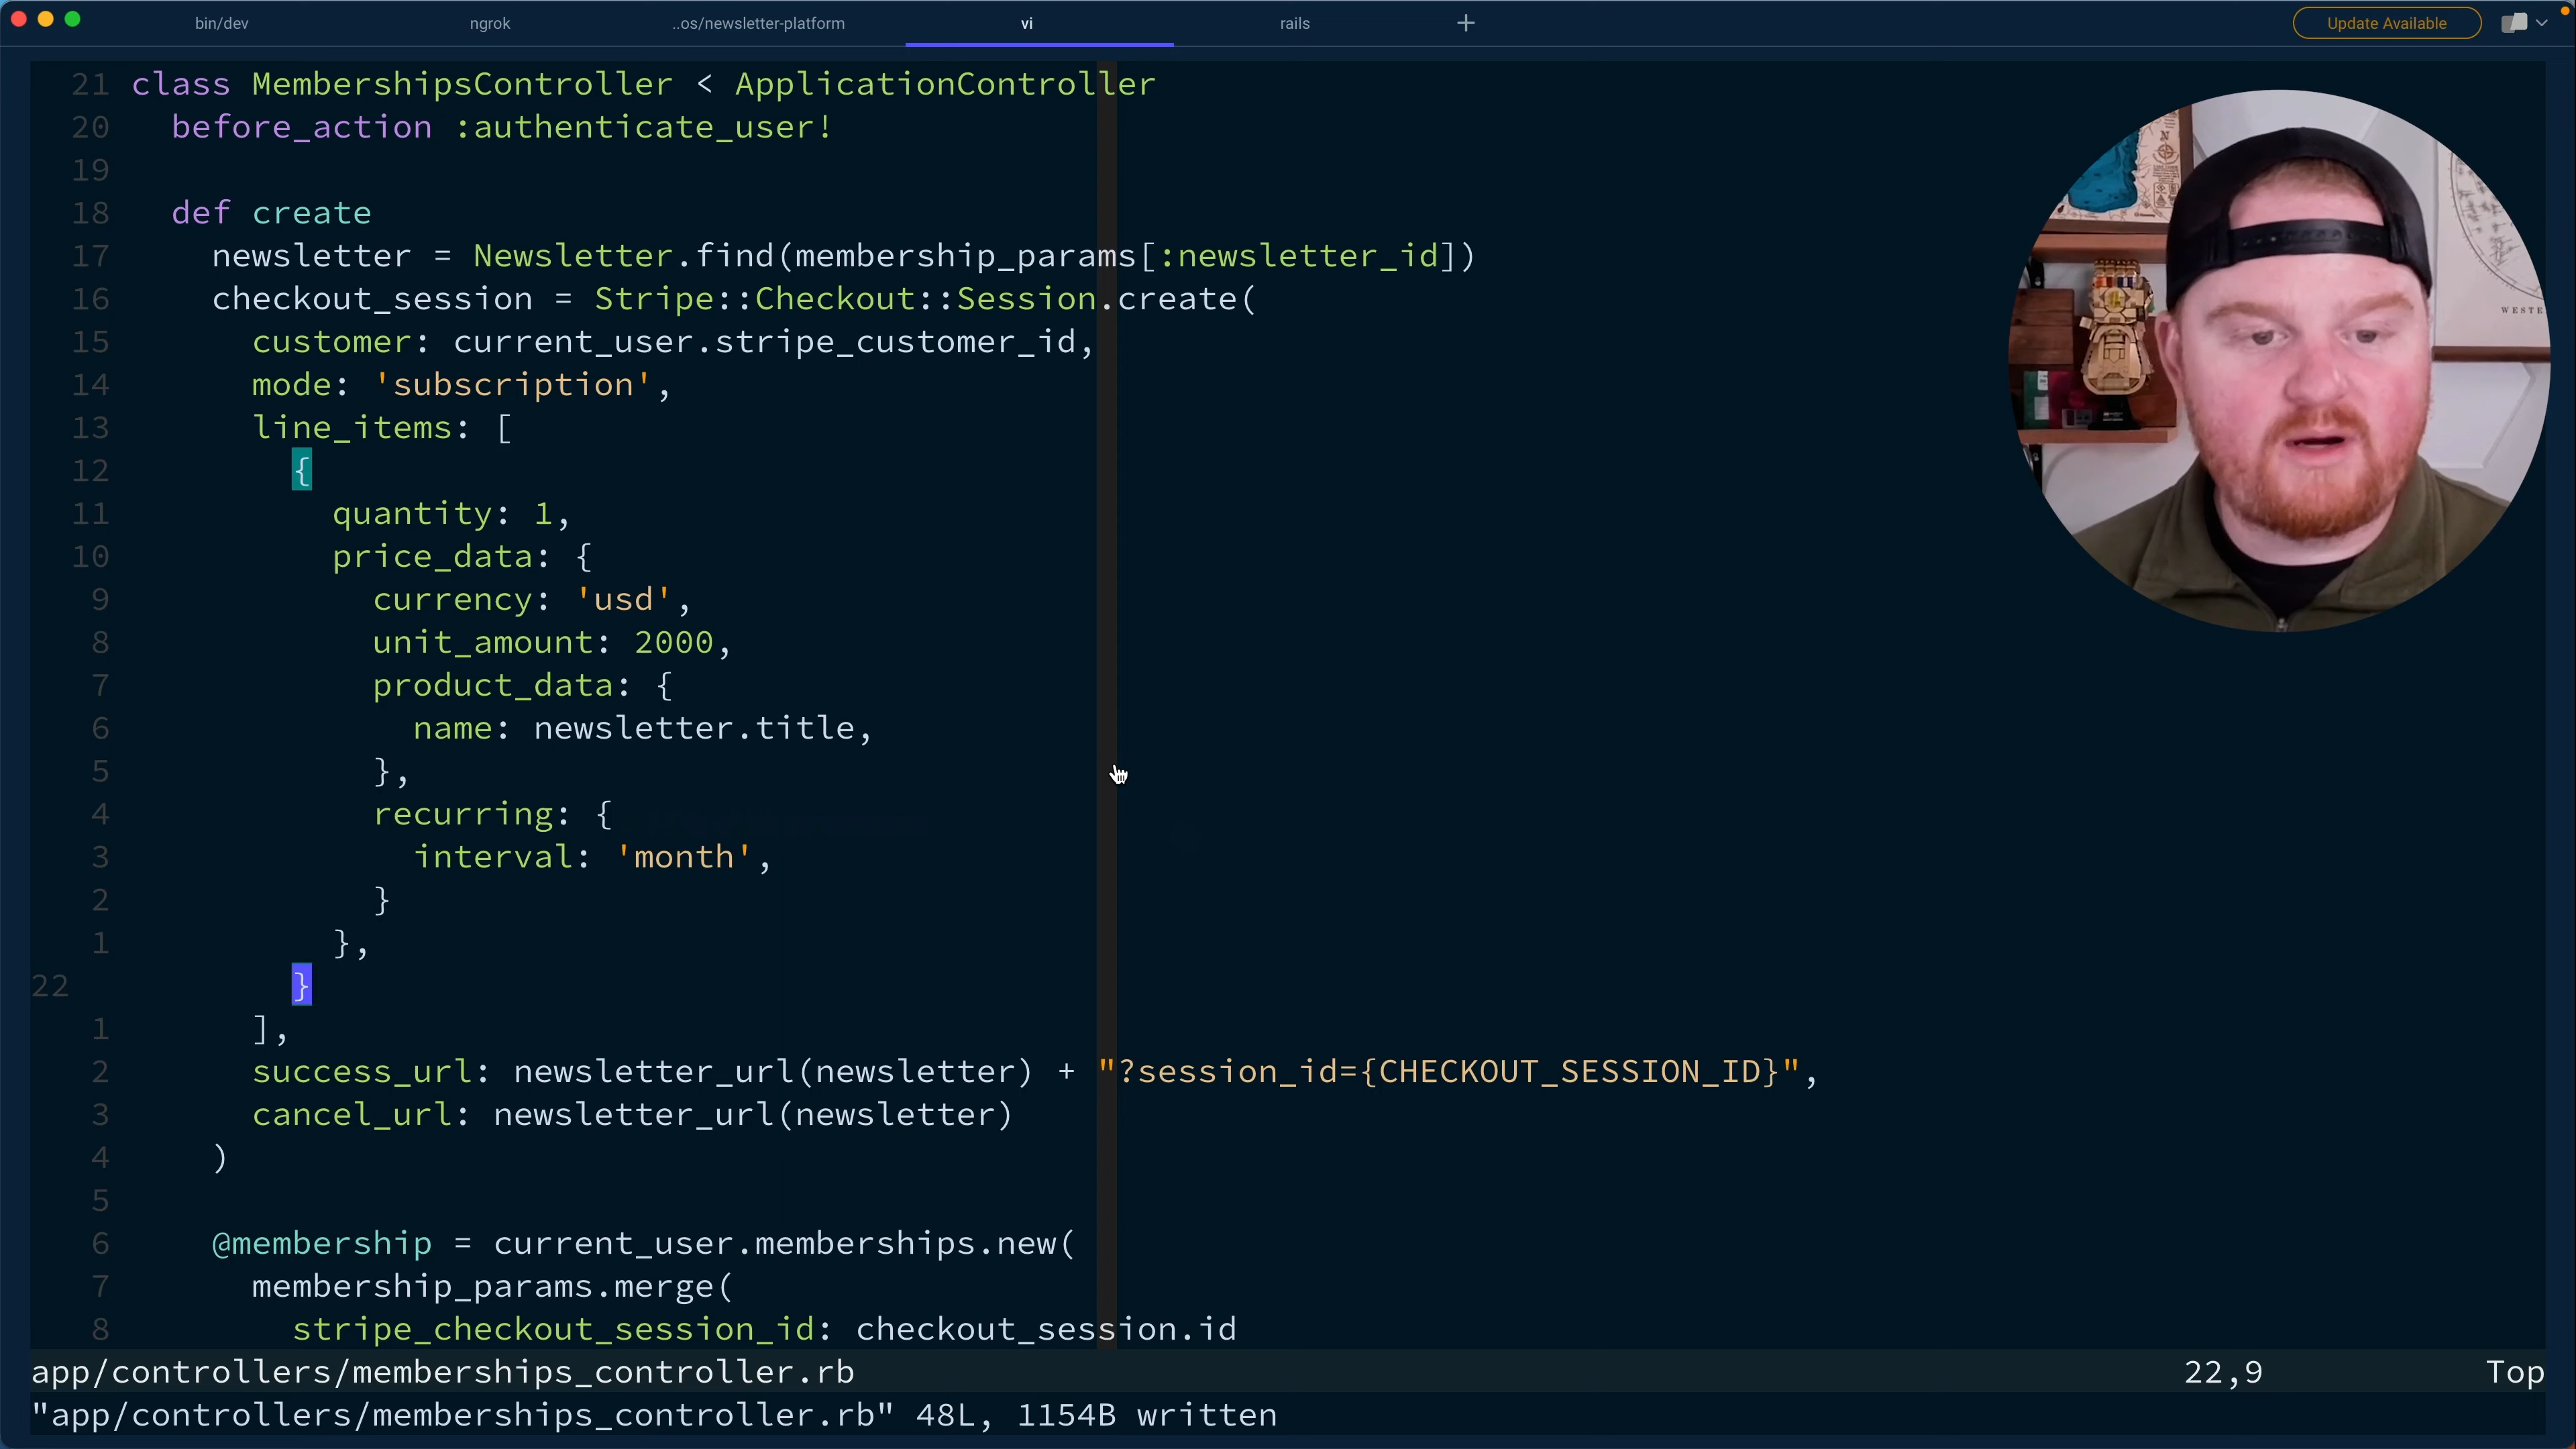 bin/dev ngrok ..os/newsletter-platform vi rails + Update Available
21 class MembershipsController < ApplicationController
20   before_action :authenticate_user!
19
18   def create
17     newsletter = Newsletter.find(membership_params[:newsletter_id])
16     checkout_session = Stripe::Checkout::Session.create(
15       customer: current_user.stripe_customer_id,
14       mode: 'subscription',
13       line_items: [
12         {
11           quantity: 1,
10           price_data: {
9             currency: 'usd',
8             unit_amount: 2000,
7             product_data: {
6               name: newsletter.title,
5             },
4             recurring: {
3               interval: 'month',
2             }
1           },
22         }
1       ],
2       success_url: newsletter_url(newsletter) + "?session_id={CHECKOUT_SESSION_ID}",
3       cancel_url: newsletter_url(newsletter)
4     )
5
6     @membership = current_user.memberships.new(
7       membership_params.merge(
8         stripe_checkout_session_id: checkout_session.id
app/controllers/memberships_controller.rb 22,9 Top
"app/controllers/memberships_controller.rb" 48L, 1154B written